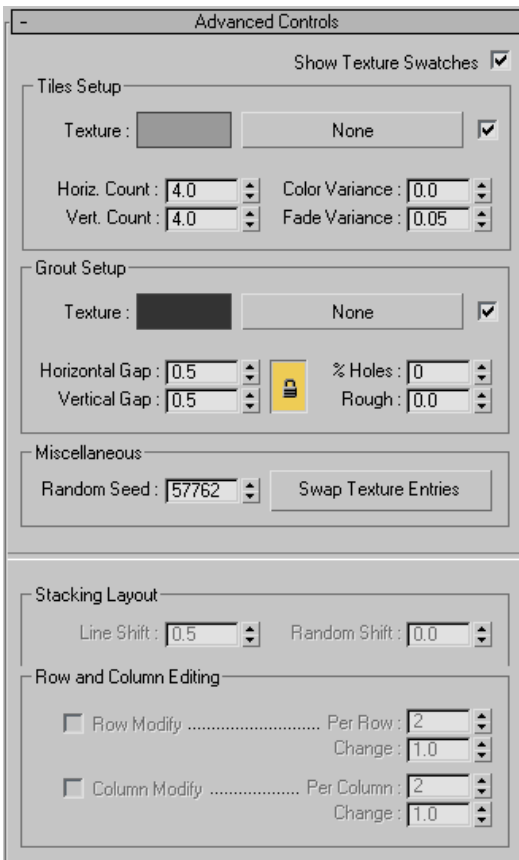 - Advanced Controls
Show Texture Swatches
Tiles Setup
Texture : None
Horiz. Count : 4.0 Color Variance : 0.0
Vert. Count : 4.0 Fade Variance : 0.05
Grout Setup
Texture : None
Horizontal Gap : 0.5 % Holes : 0
Vertical Gap : 0.5 Rough : 0.0
Miscellaneous
Random Seed : 57762 Swap Texture Entries
Stacking Layout
Line Shift : 0.5 Random Shift : 0.0
Row and Column Editing
Row Modify ........................... Per Row : 2
Change : 1.0
Column Modify .................. Per Column : 2
Change : 1.0